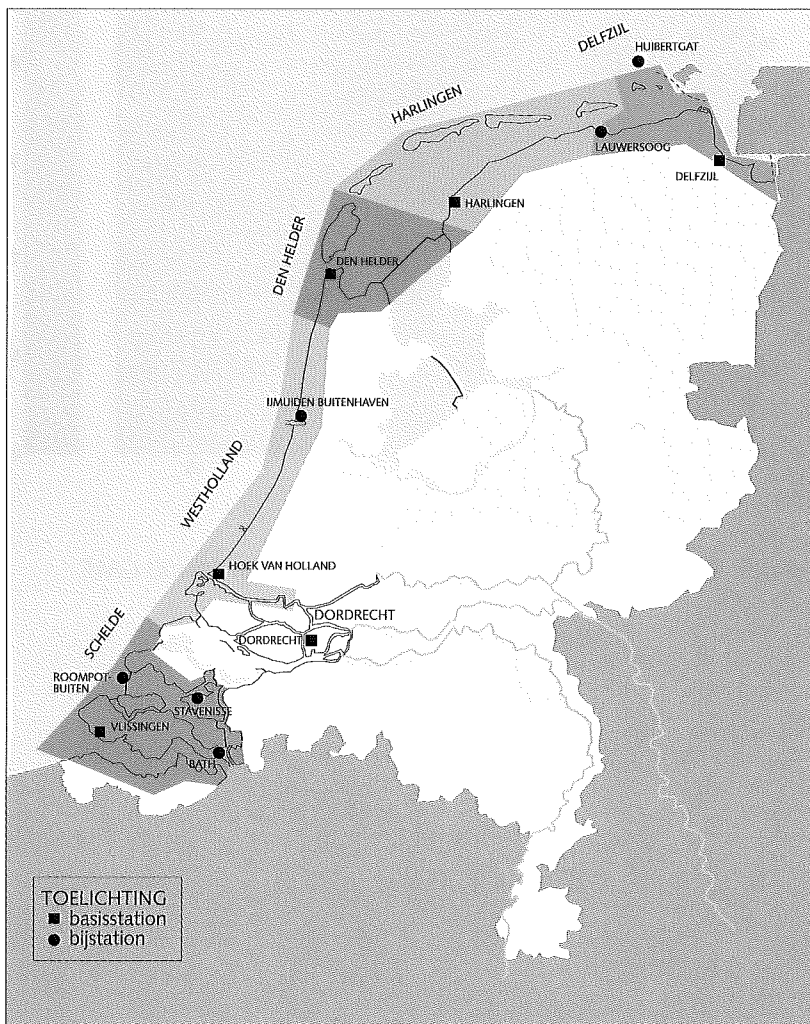 DELFZIJL
HUIBERTGAT
HARLINGEN
LAUWERSOOG
DELFZIJL
HARLINGEN
DEN HELDER
DEN HELDER
IJMUIDEN BUITENHAVEN
WESTHOLLAND
HOEK VAN HOLLAND
DORDRECHT
DORDRECHT
SCHELDE
ROOMPOT-
BUITEN
STAVENISSE
VLISSINGEN
BATH
TOELICHTING
basisstation
bijstation